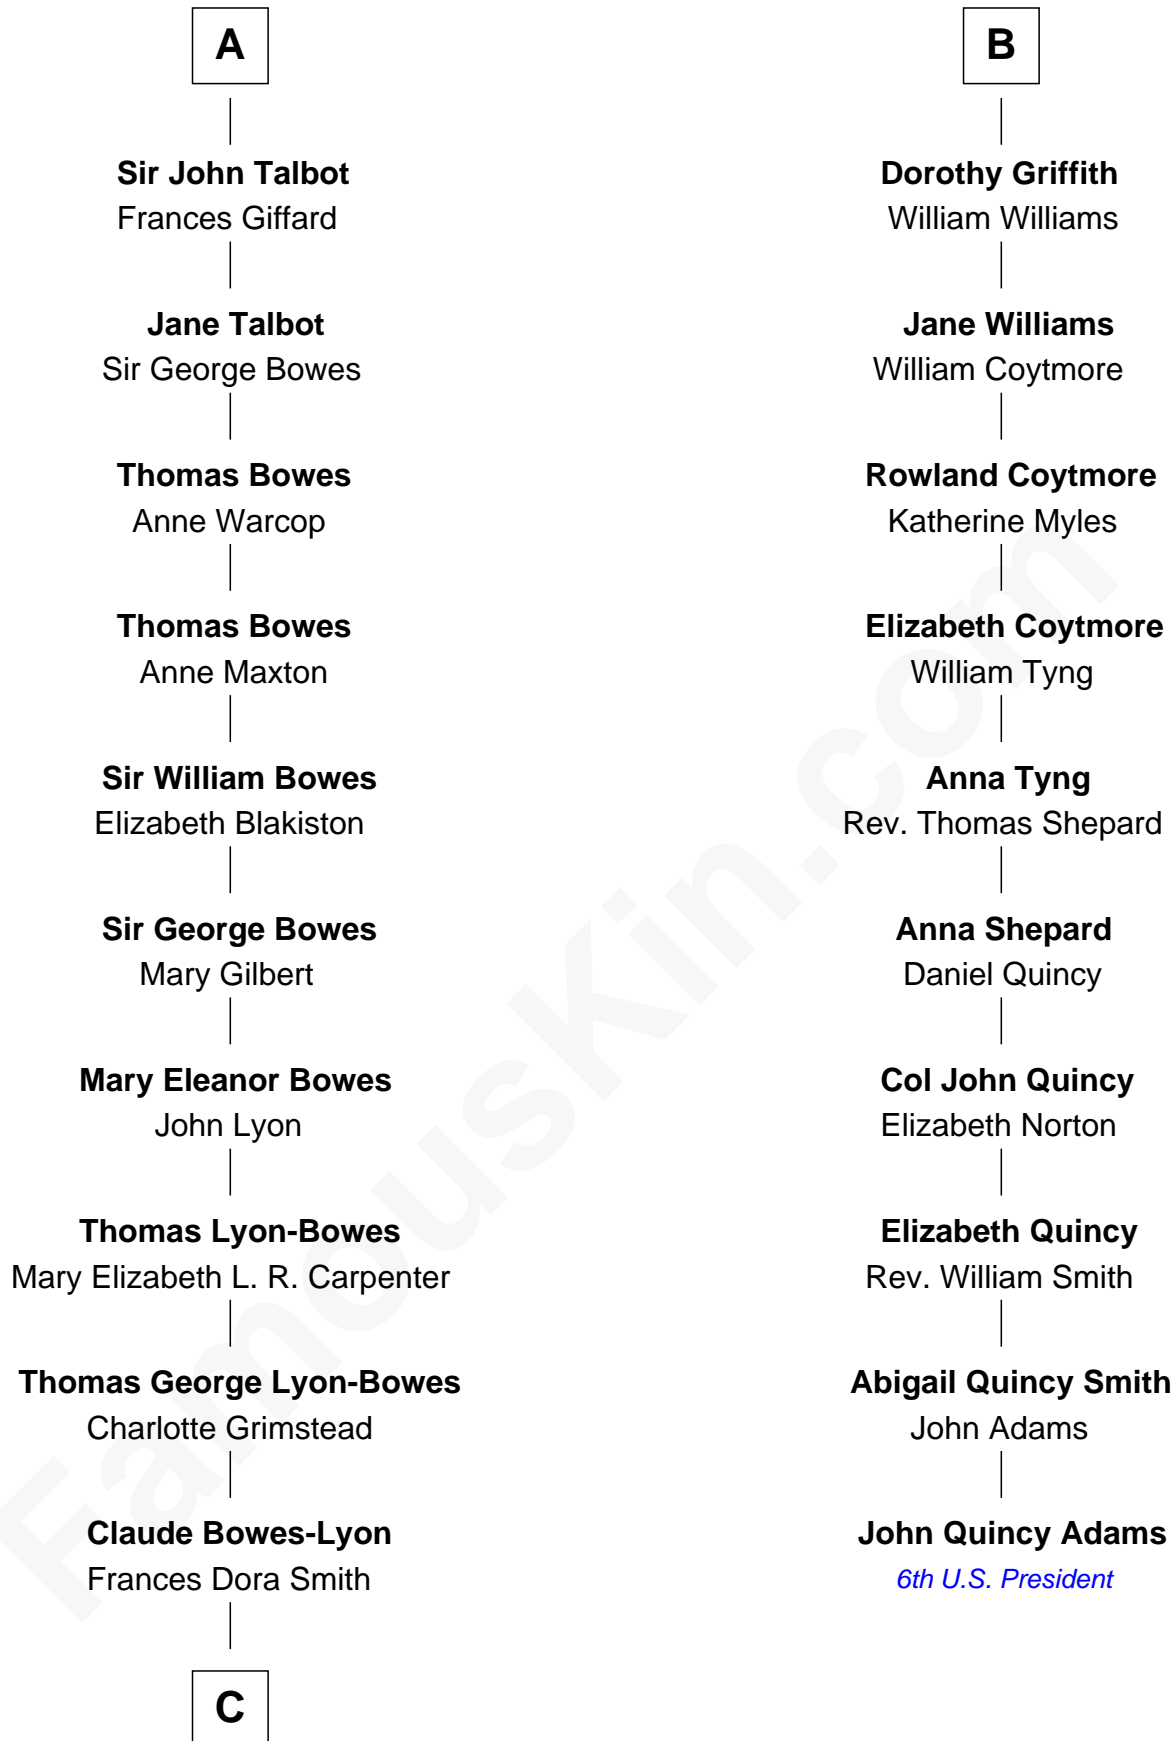 A
Sir John Talbot
Frances Giffard
Jane Talbot
Sir George Bowes
Thomas Bowes
Anne Warcop
Thomas Bowes
Anne Maxton
Sir William Bowes
Elizabeth Blakiston
Sir George Bowes
Mary Gilbert
Mary Eleanor Bowes
John Lyon
Thomas Lyon-Bowes
Mary Elizabeth L. R. Carpenter
Thomas George Lyon-Bowes
Charlotte Grimstead
Claude Bowes-Lyon
Frances Dora Smith
C
B
Dorothy Griffith
William Williams
Jane Williams
William Coytmore
Rowland Coytmore
Katherine Myles
Elizabeth Coytmore
William Tyng
Anna Tyng
Rev. Thomas Shepard
Anna Shepard
Daniel Quincy
Col John Quincy
Elizabeth Norton
Elizabeth Quincy
Rev. William Smith
Abigail Quincy Smith
John Adams
John Quincy Adams
6th U.S. President
FamousKin.com